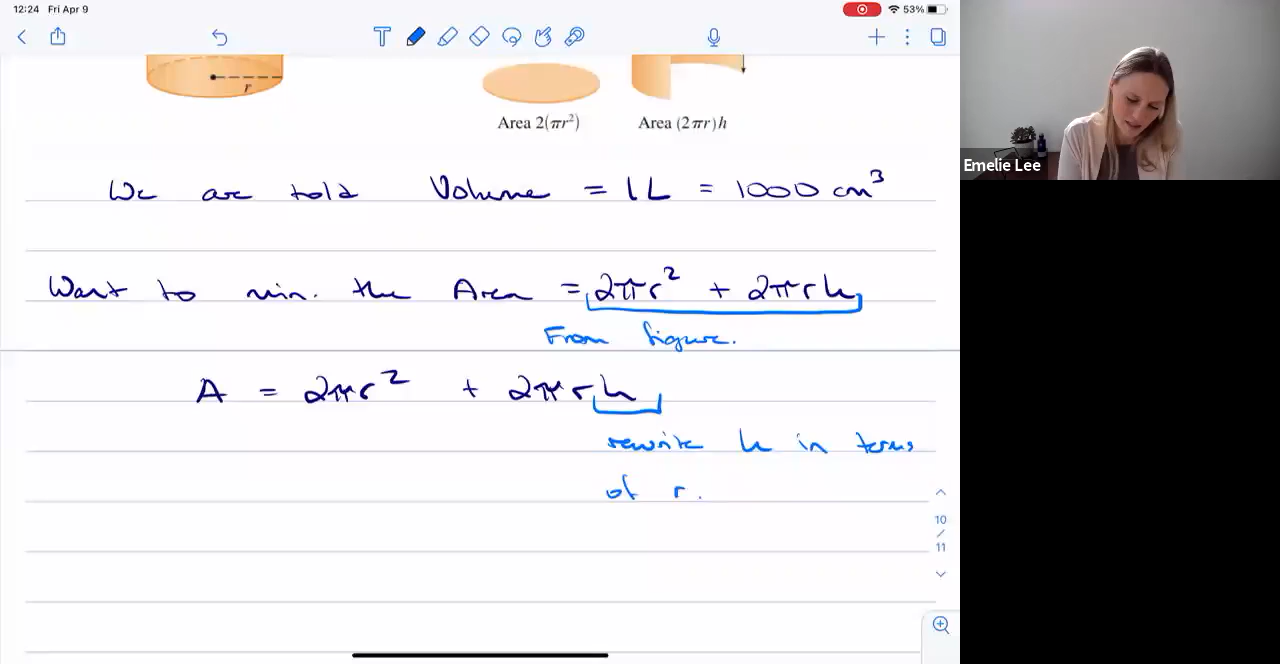 12:24 Fri Apr 9
53%
T
r
Area 2(πr²) Area (2πr)h
Emelie Lee
We are told Volume = 1L = 1000 cm³
Want to min. the Area = 2πr² + 2πrh
From figure.
A = 2πr² + 2πrh
rewrite h in terms
of r.
10
/
11